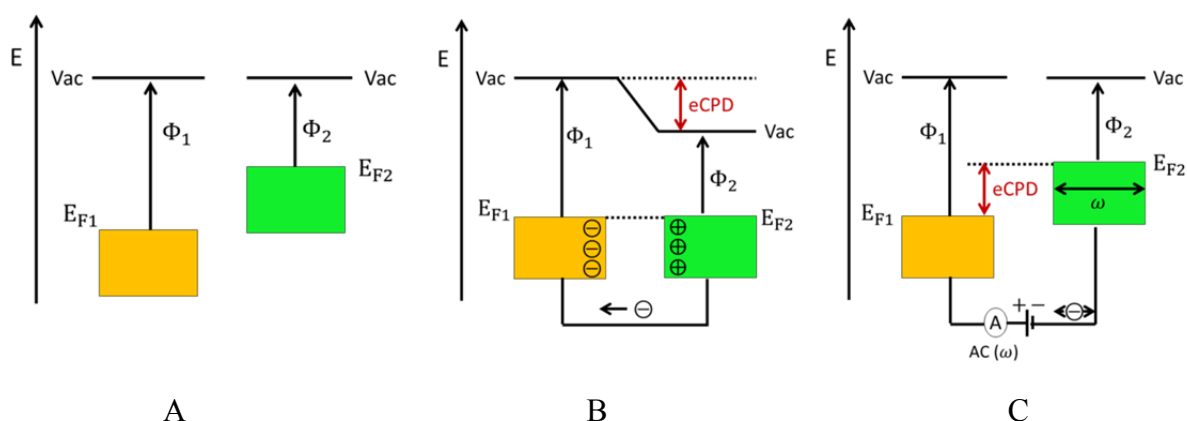 E
Vac
Vac
Φ1
Φ2
EF1
EF2
E
Vac
eCPD
Vac
Φ1
Φ2
EF1
EF2
⊖
⊖
⊖
⊕
⊕
⊕
← ⊖
E
Vac
Vac
Φ1
Φ2
EF1
EF2
eCPD
ω
A
+
−
⊖
AC (ω)
A
B
C